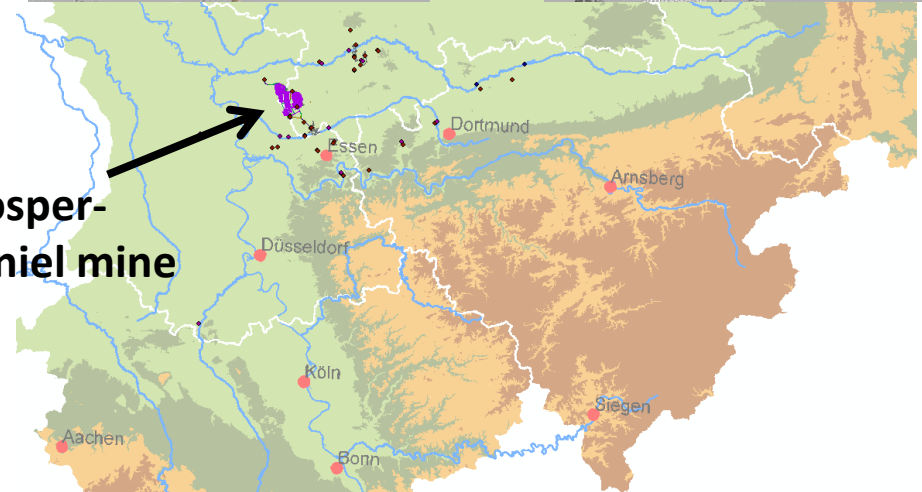 Dortmund
Essen
Arnsberg
osper-
niel mine
Düsseldorf
Köln
Siegen
Aachen
Bonn